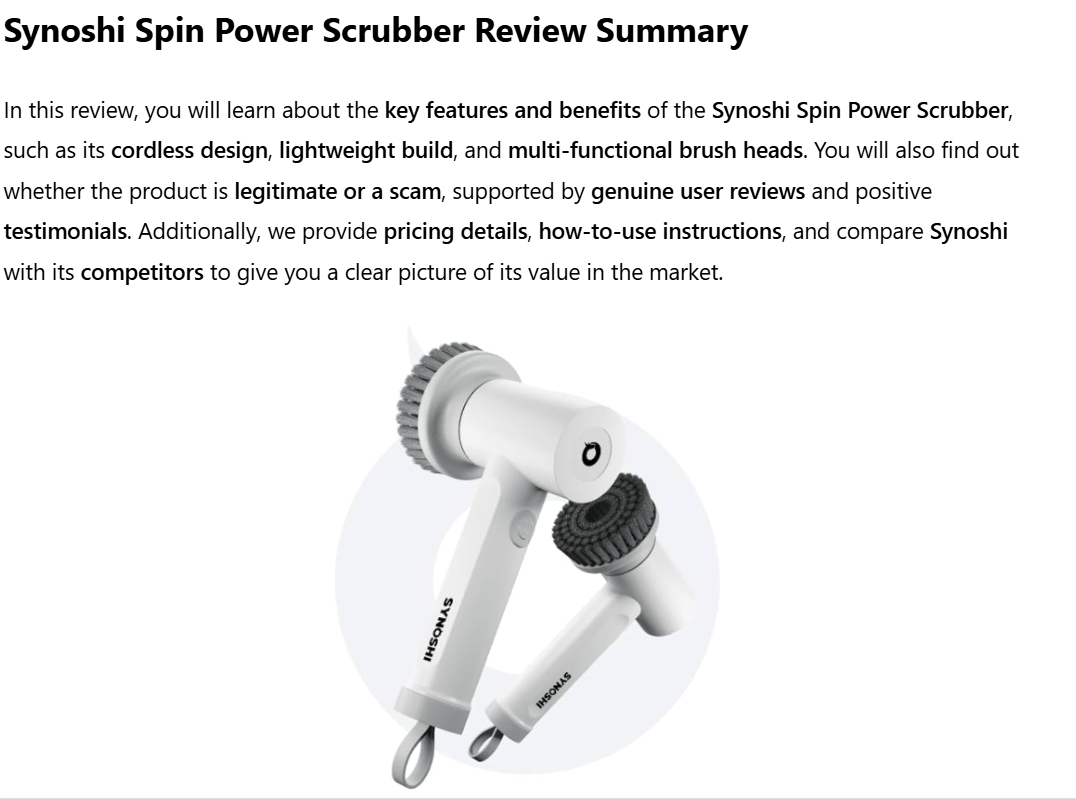 Synoshi Spin Power Scrubber Review Summary
In this review, you will learn about the key features and benefits of the Synoshi Spin Power Scrubber,
such as its cordless design, lightweight build, and multi-functional brush heads. You will also find out
whether the product is legitimate or a scam, supported by genuine user reviews and positive
testimonials. Additionally, we provide pricing details, how-to-use instructions, and compare Synoshi
with its competitors to give you a clear picture of its value in the market.
SYNOSHI
SYNOSHI